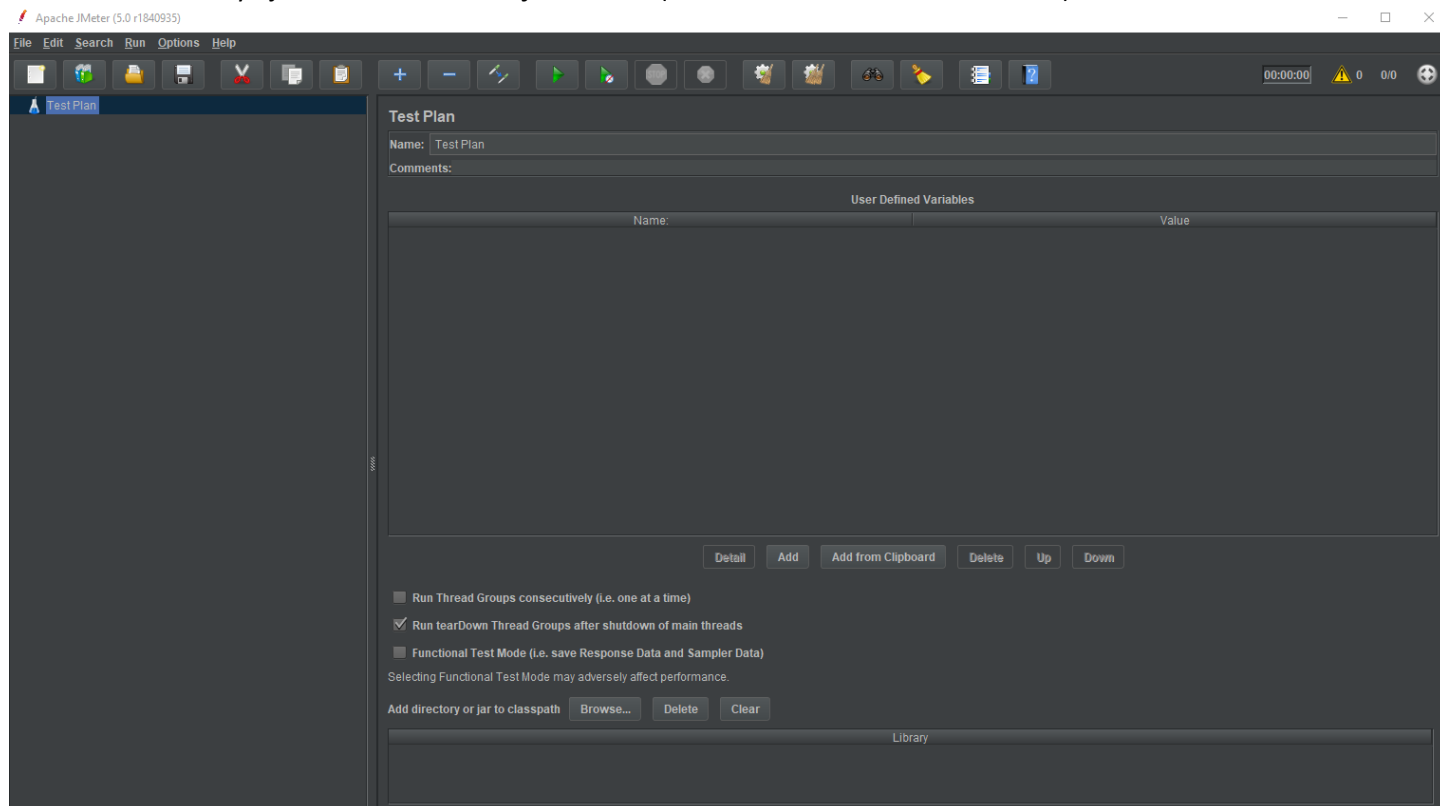 Apache JMeter (5.0 r1840935)
File Edit Search Run Options Help
00:00:00 0 0/0
Test Plan
Test Plan
Name: Test Plan
Comments:
User Defined Variables
Name: Value
Detail Add Add from Clipboard Delete Up Down
Run Thread Groups consecutively (i.e. one at a time)
Run tearDown Thread Groups after shutdown of main threads
Functional Test Mode (i.e. save Response Data and Sampler Data)
Selecting Functional Test Mode may adversely affect performance.
Add directory or jar to classpath Browse... Delete Clear
Library